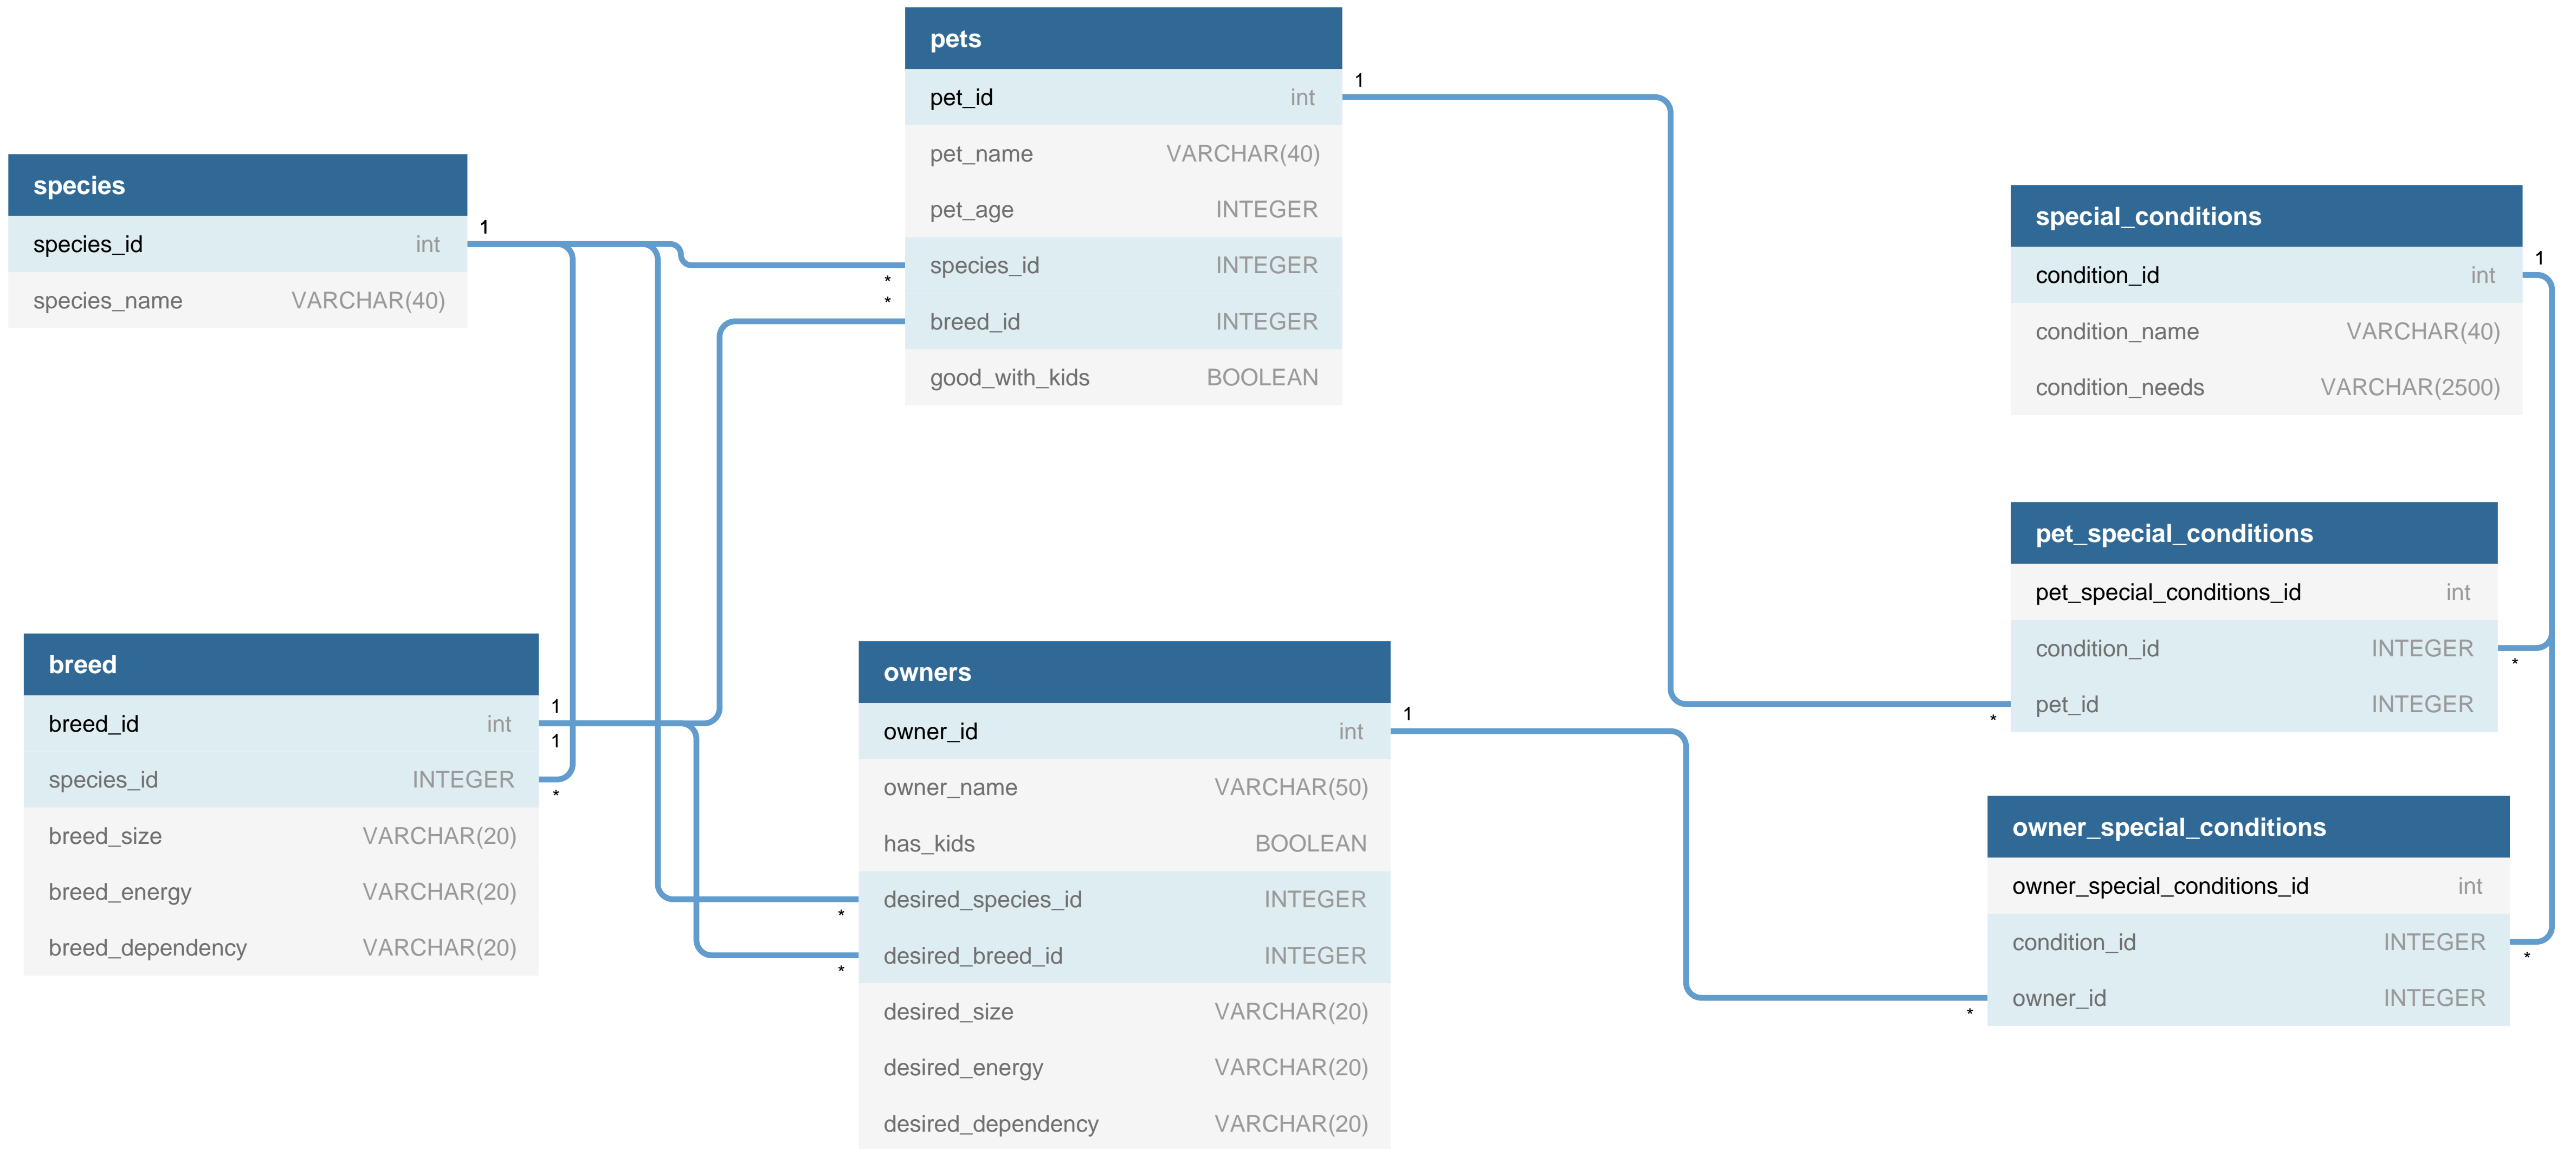 pets
pet_id int
pet_name VARCHAR(40)
pet_age INTEGER
species_id INTEGER
breed_id INTEGER
good_with_kids BOOLEAN
1
*
*
species
species_id int
species_name VARCHAR(40)
1
special_conditions
condition_id int
condition_name VARCHAR(40)
condition_needs VARCHAR(2500)
1
pet_special_conditions
pet_special_conditions_id int
condition_id INTEGER
pet_id INTEGER
*
*
breed
breed_id int
species_id INTEGER
breed_size VARCHAR(20)
breed_energy VARCHAR(20)
breed_dependency VARCHAR(20)
1
1
*
owners
owner_id int
owner_name VARCHAR(50)
has_kids BOOLEAN
desired_species_id INTEGER
desired_breed_id INTEGER
desired_size VARCHAR(20)
desired_energy VARCHAR(20)
desired_dependency VARCHAR(20)
1
*
*
owner_special_conditions
owner_special_conditions_id int
condition_id INTEGER
owner_id INTEGER
*
*